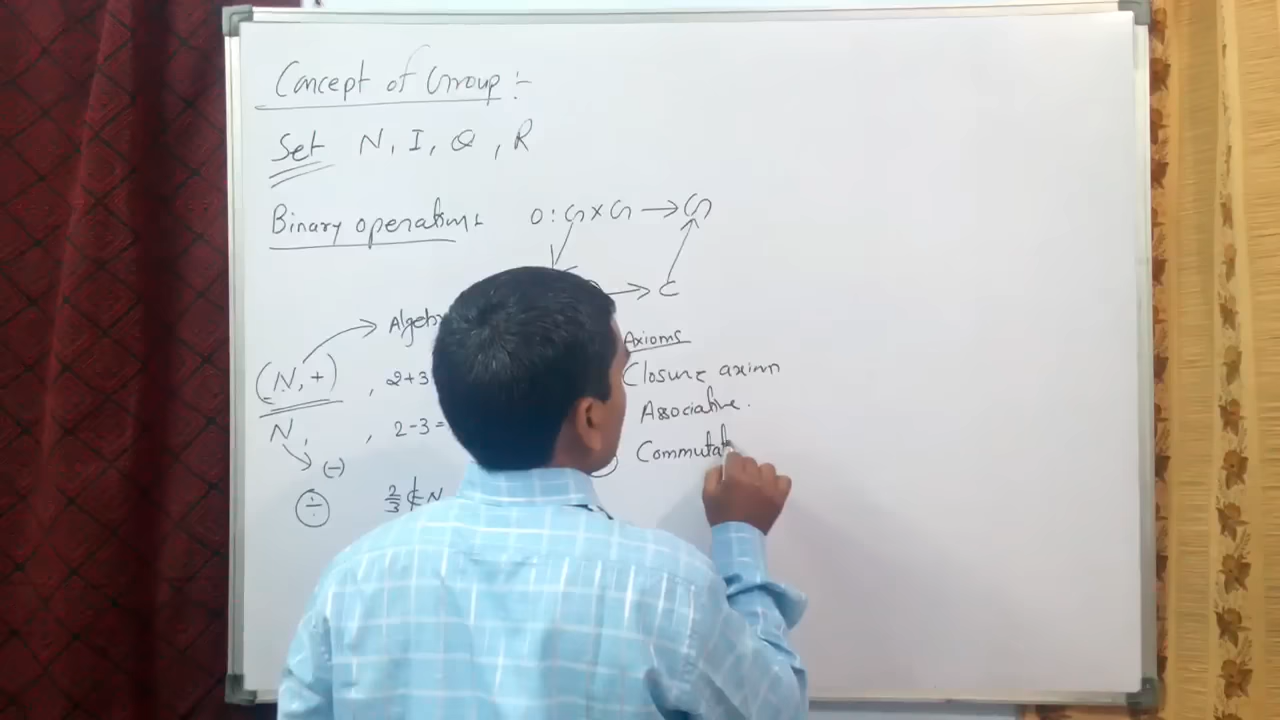 Concept of Group :-
Set N, I, Q, R
Binary operation:
O : G × G → G
→ c
Algeb
Axioms
(N, +) , 2+3
Closure axiom
Associative.
N, , 2-3 =
Commutat
(-)
÷ 2/3 ∉ N